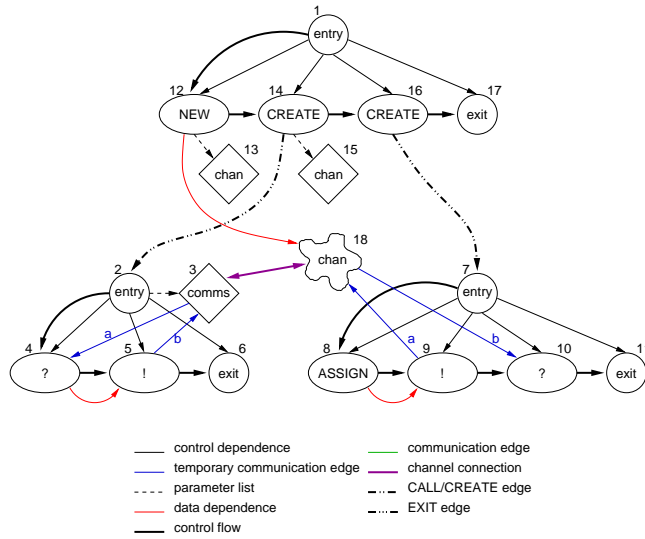 1
entry
12 14 16 17
NEW CREATE CREATE exit
13 15
chan chan
18
chan
2 3 7
entry comms entry
a b a b
4 5 6 8 9 10 11
? ! exit ASSIGN ! ? exit
control dependence communication edge
temporary communication edge channel connection
parameter list CALL/CREATE edge
data dependence EXIT edge
control flow